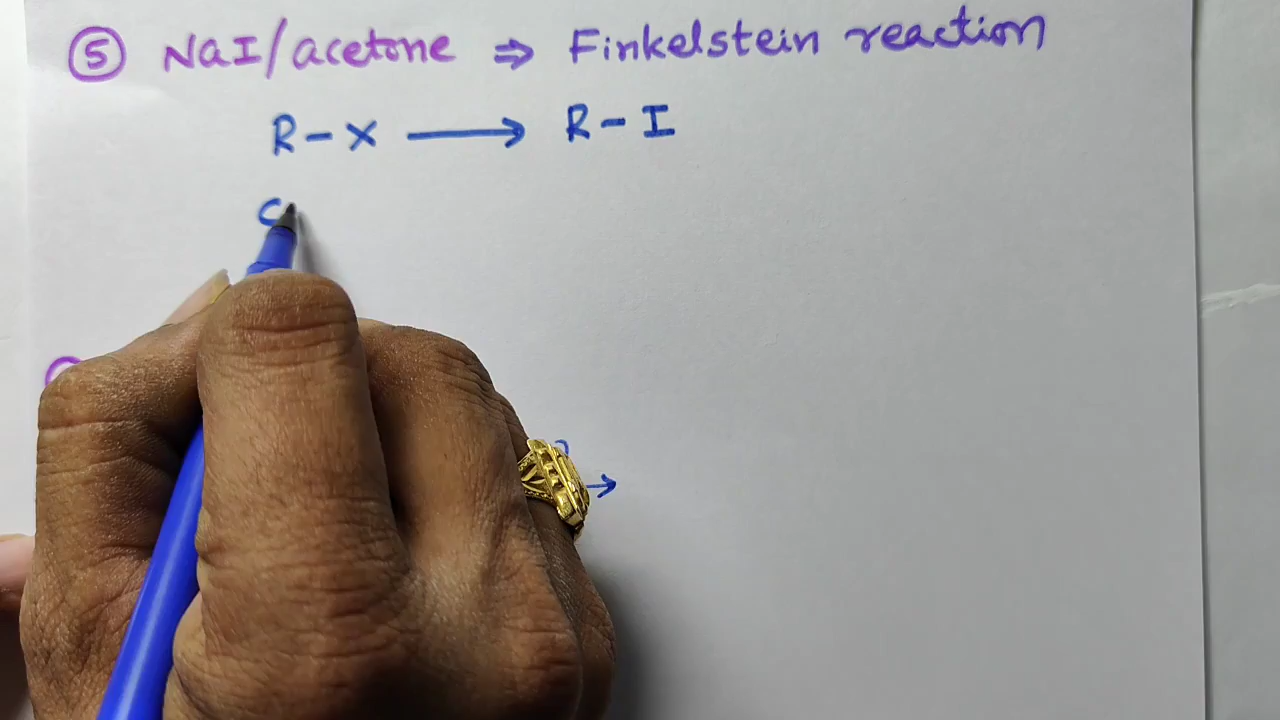 ⑤ NaI/acetone ⇒ Finkelstein reaction
R-X ⟶ R-I
C